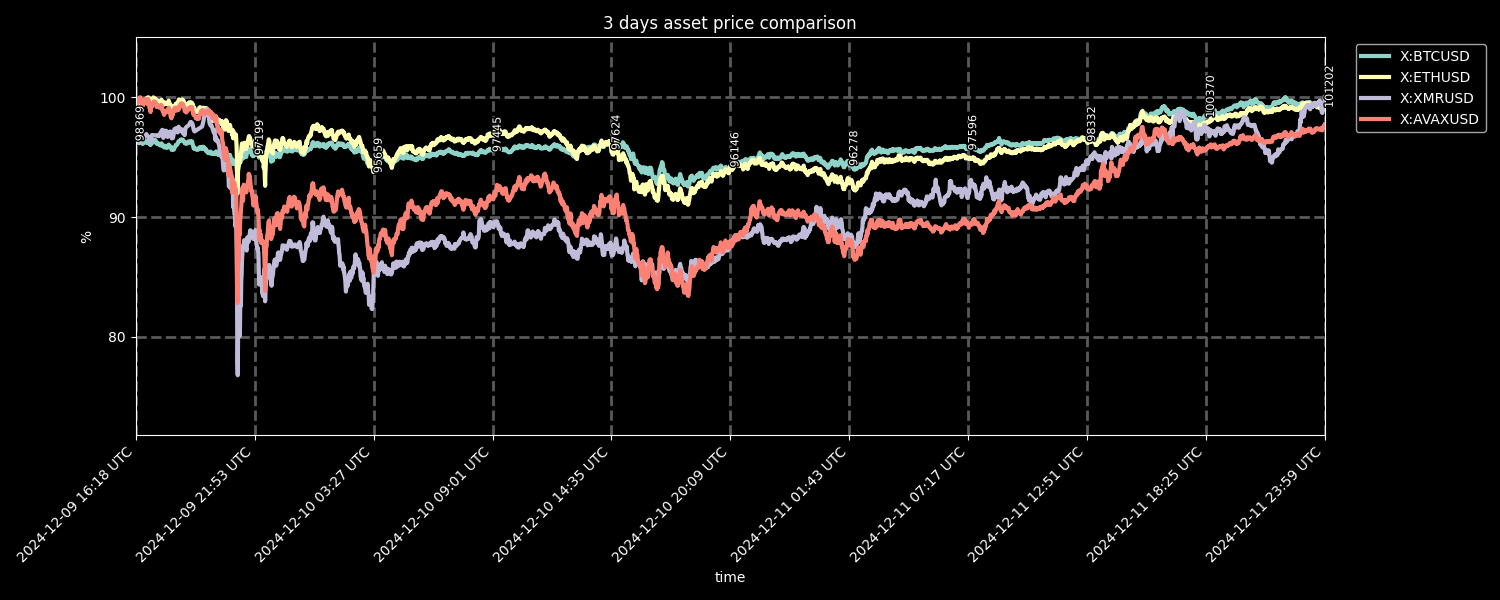 3 days asset price comparison
X:BTCUSD
X:ETHUSD
X:XMRUSD
X:AVAXUSD
100
90
80
%
98369
97199
95659
97445
97624
96146
96278
97596
98332
100370
101202
2024-12-09 16:18 UTC
2024-12-09 21:53 UTC
2024-12-10 03:27 UTC
2024-12-10 09:01 UTC
2024-12-10 14:35 UTC
2024-12-10 20:09 UTC
2024-12-11 01:43 UTC
2024-12-11 07:17 UTC
2024-12-11 12:51 UTC
2024-12-11 18:25 UTC
2024-12-11 23:59 UTC
time